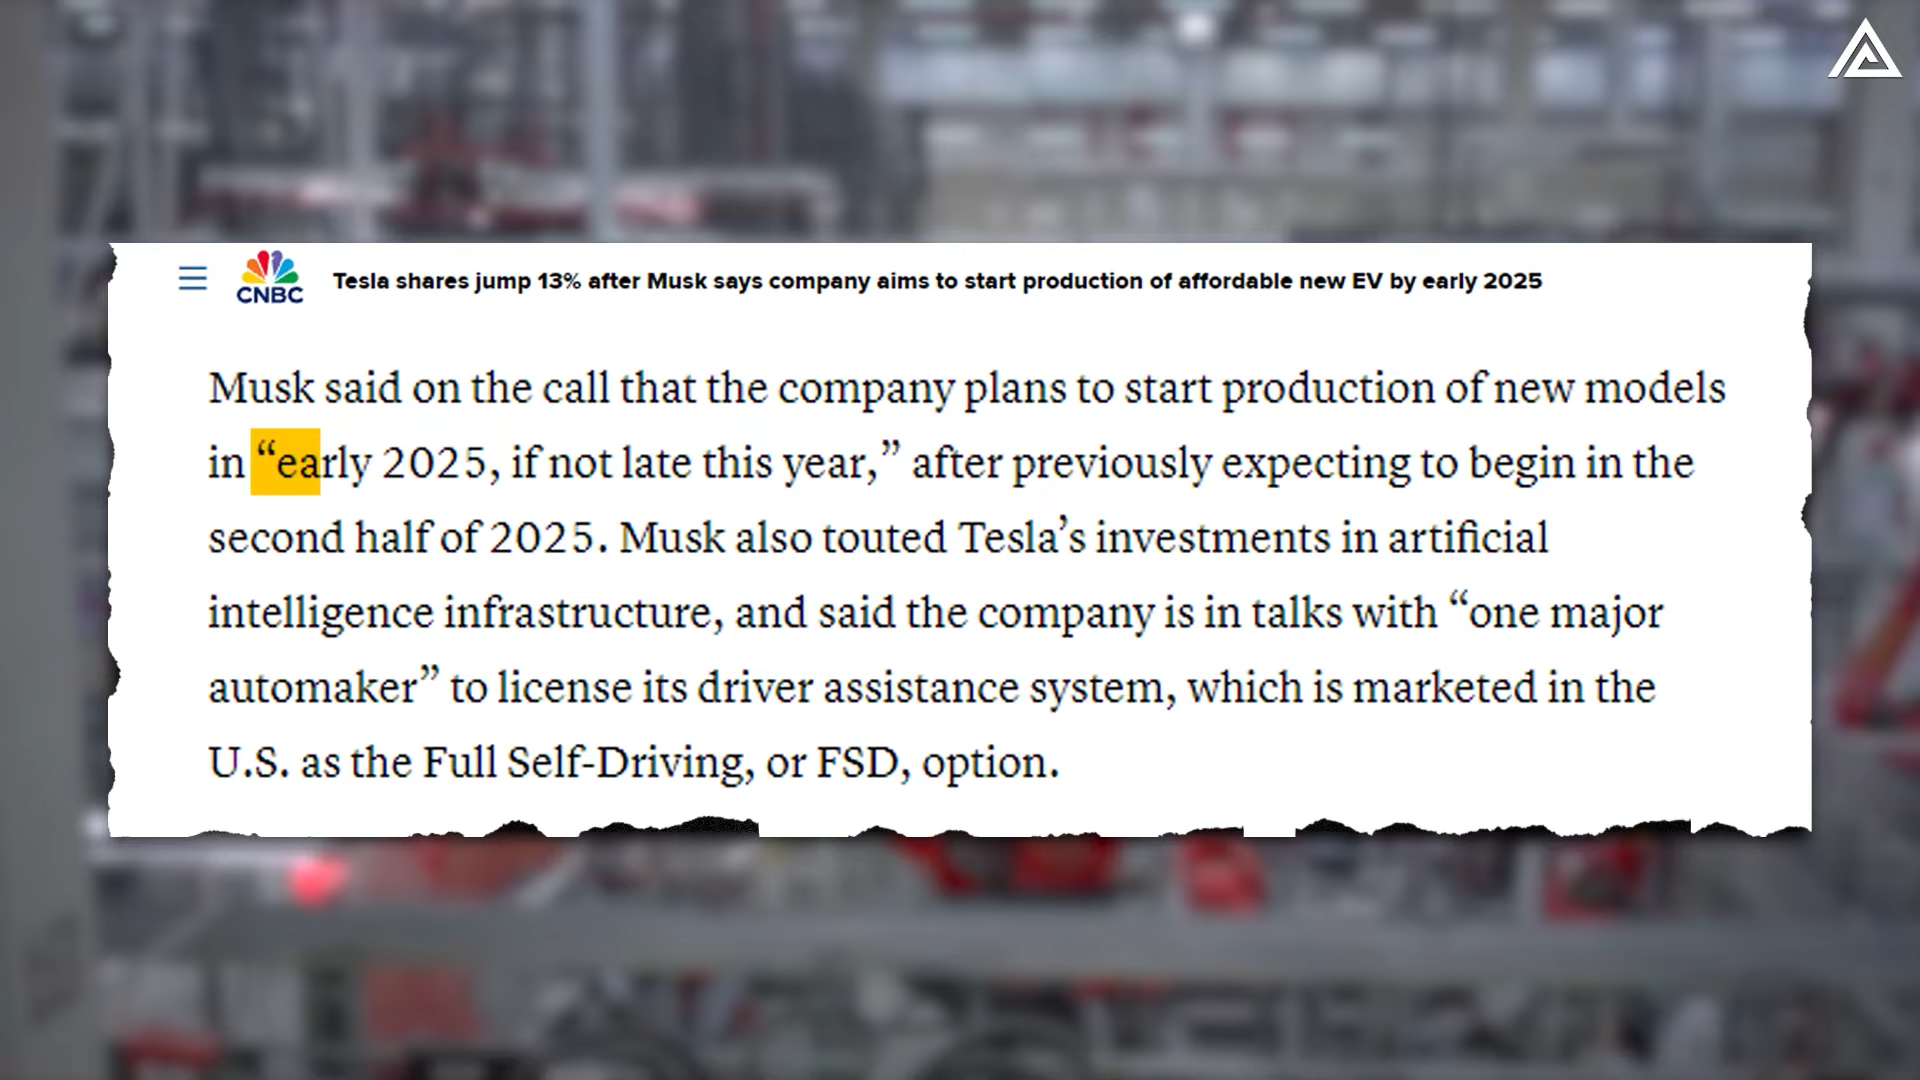 CNBC
Tesla shares jump 13% after Musk says company aims to start production of affordable new EV by early 2025
Musk said on the call that the company plans to start production of new models
in “early 2025, if not late this year,” after previously expecting to begin in the
second half of 2025. Musk also touted Tesla’s investments in artificial
intelligence infrastructure, and said the company is in talks with “one major
automaker” to license its driver assistance system, which is marketed in the
U.S. as the Full Self-Driving, or FSD, option.